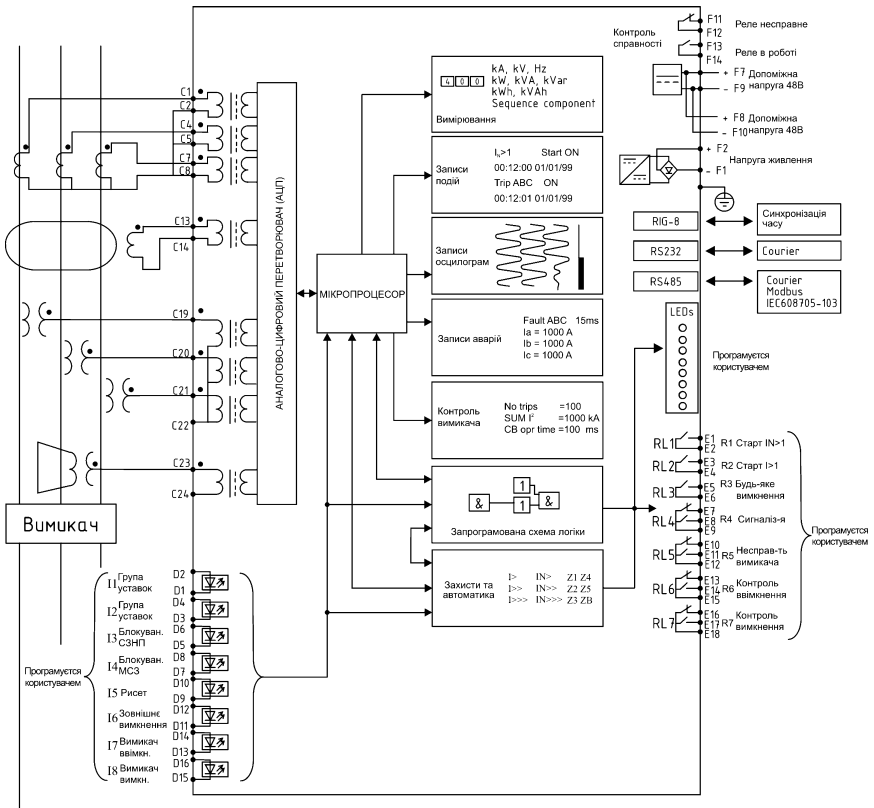 F11
F12
Реле несправне
Контроль
справності
F13
F14
Реле в роботі
+ F7 Допоміжна
− F9 напруга 48В
+ F8 Допоміжна
− F10 напруга 48В
+ F2
− F1
Напруга живлення
RIG-8
Синхронізація
часу
RS232
Courier
RS485
Courier
Modbus
IEC608705-103
LEDs
Програмуєтся
користувачем
C1
C2
C4
C5
C7
C8
C13
C14
C19
C20
C21
C22
C23
C24
АНАЛОГОВО-ЦИФРОВИЙ ПЕРЕТВОРЮВАЧ (АЦП)
МІКРОПРОЦЕСОР
4 0 0
kA, kV, Hz
kW, kVA, kVar
kWh, kVAh
Sequence component
Вимірювання
Записи
подій
In>1 Start ON
00:12:00 01/01/99
Trip ABC ON
00:12:01 01/01/99
Записи
осцилограм
Записи аварій
Fault ABC 15ms
Ia = 1000 A
Ib = 1000 A
Ic = 1000 A
Контроль
вимикача
No trips =100
SUM I² =1000 kA
CB opr time =100 ms
& 1 1 &
Запрограмована схема логіки
Захисти та
автоматика
I> IN> Z1 Z4
I>> IN>> Z2 Z5
I>>> IN>>> Z3 ZB
RL1 E1 E2 R1 Старт IN>1
RL2 E3 E4 R2 Старт I>1
RL3 E5 E6 R3 Будь-яке
вимкнення
RL4 E7 E8 E9 R4 Сигналіз-я
RL5 E10 E11 E12 R5 Несправ-ть
вимикача
RL6 E13 E14 E15 R6 Контроль
ввімкнення
RL7 E16 E17 E18 R7 Контроль
вимкнення
Програмуєтся
користувачем
Вимикач
Програмуєтся
користувачем
I1 Група
уставок
D2
D1
I2 Група
уставок
D4
D3
I3 Блокуван.
СЗНП
D6
D5
I4 Блокуван.
МСЗ
D8
D7
I5 Рисет
D10
D9
I6 Зовнішнє
вимкнення
D12
D11
I7 Вимикач
ввімкн.
D14
D13
I8 Вимикач
вимкн.
D16
D15